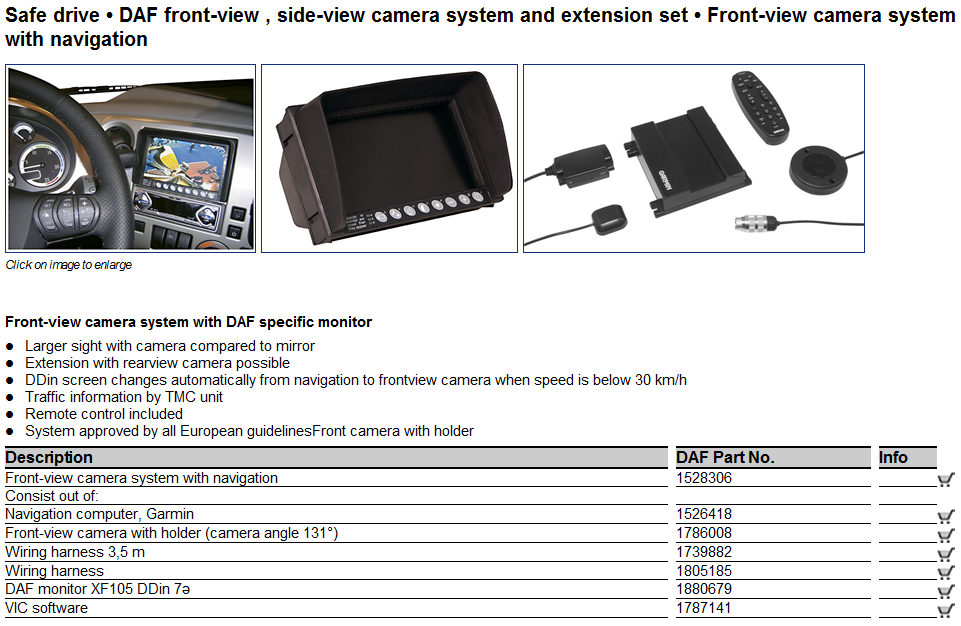 Safe drive • DAF front-view , side-view camera system and extension set • Front-view camera system
with navigation
GARMIN
Click on image to enlarge
Front-view camera system with DAF specific monitor
● Larger sight with camera compared to mirror
● Extension with rearview camera possible
● DDin screen changes automatically from navigation to frontview camera when speed is below 30 km/h
● Traffic information by TMC unit
● Remote control included
● System approved by all European guidelinesFront camera with holder
Description DAF Part No. Info
Front-view camera system with navigation 1528306
Consist out of:
Navigation computer, Garmin 1526418
Front-view camera with holder (camera angle 131°) 1786008
Wiring harness 3,5 m 1739882
Wiring harness 1805185
DAF monitor XF105 DDin 7ə 1880679
VIC software 1787141